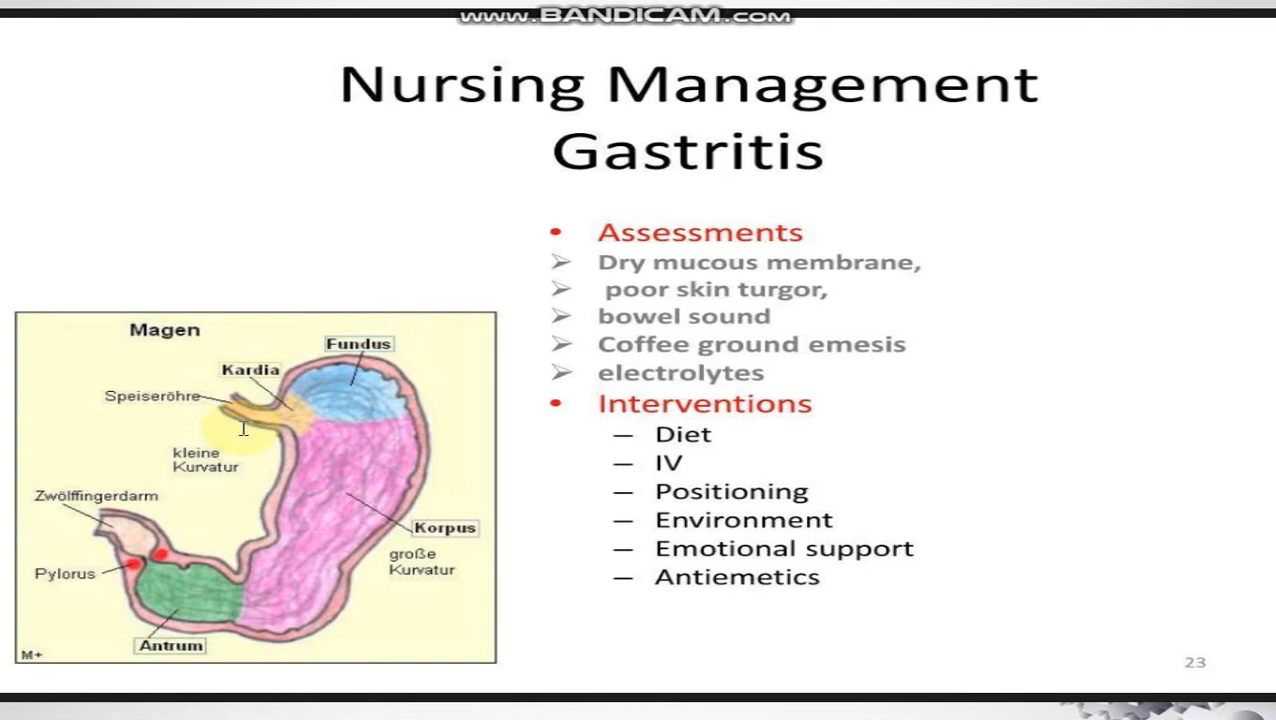 www.BANDICAM.com
Nursing Management
Gastritis
• Assessments
➢ Dry mucous membrane,
➢ poor skin turgor,
➢ bowel sound
➢ Coffee ground emesis
➢ electrolytes
• Interventions
– Diet
– IV
– Positioning
– Environment
– Emotional support
– Antiemetics
Magen
Fundus
Kardia
Speiseröhre
kleine
Kurvatur
Zwölffingerdarm
Korpus
große
Kurvatur
Pylorus
Antrum
M+
23